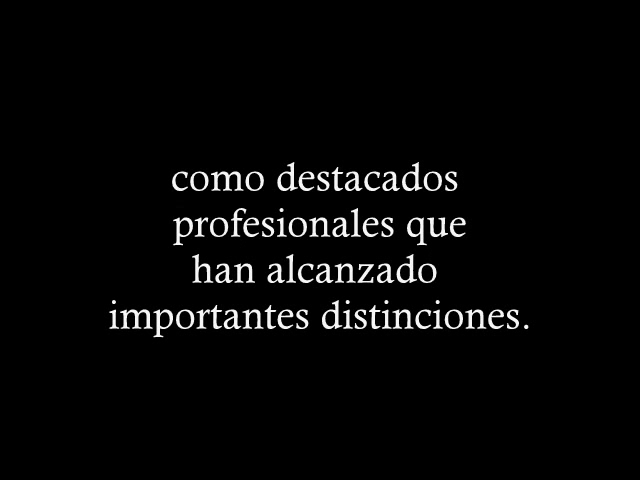 como destacados
profesionales que
han alcanzado
importantes distinciones.